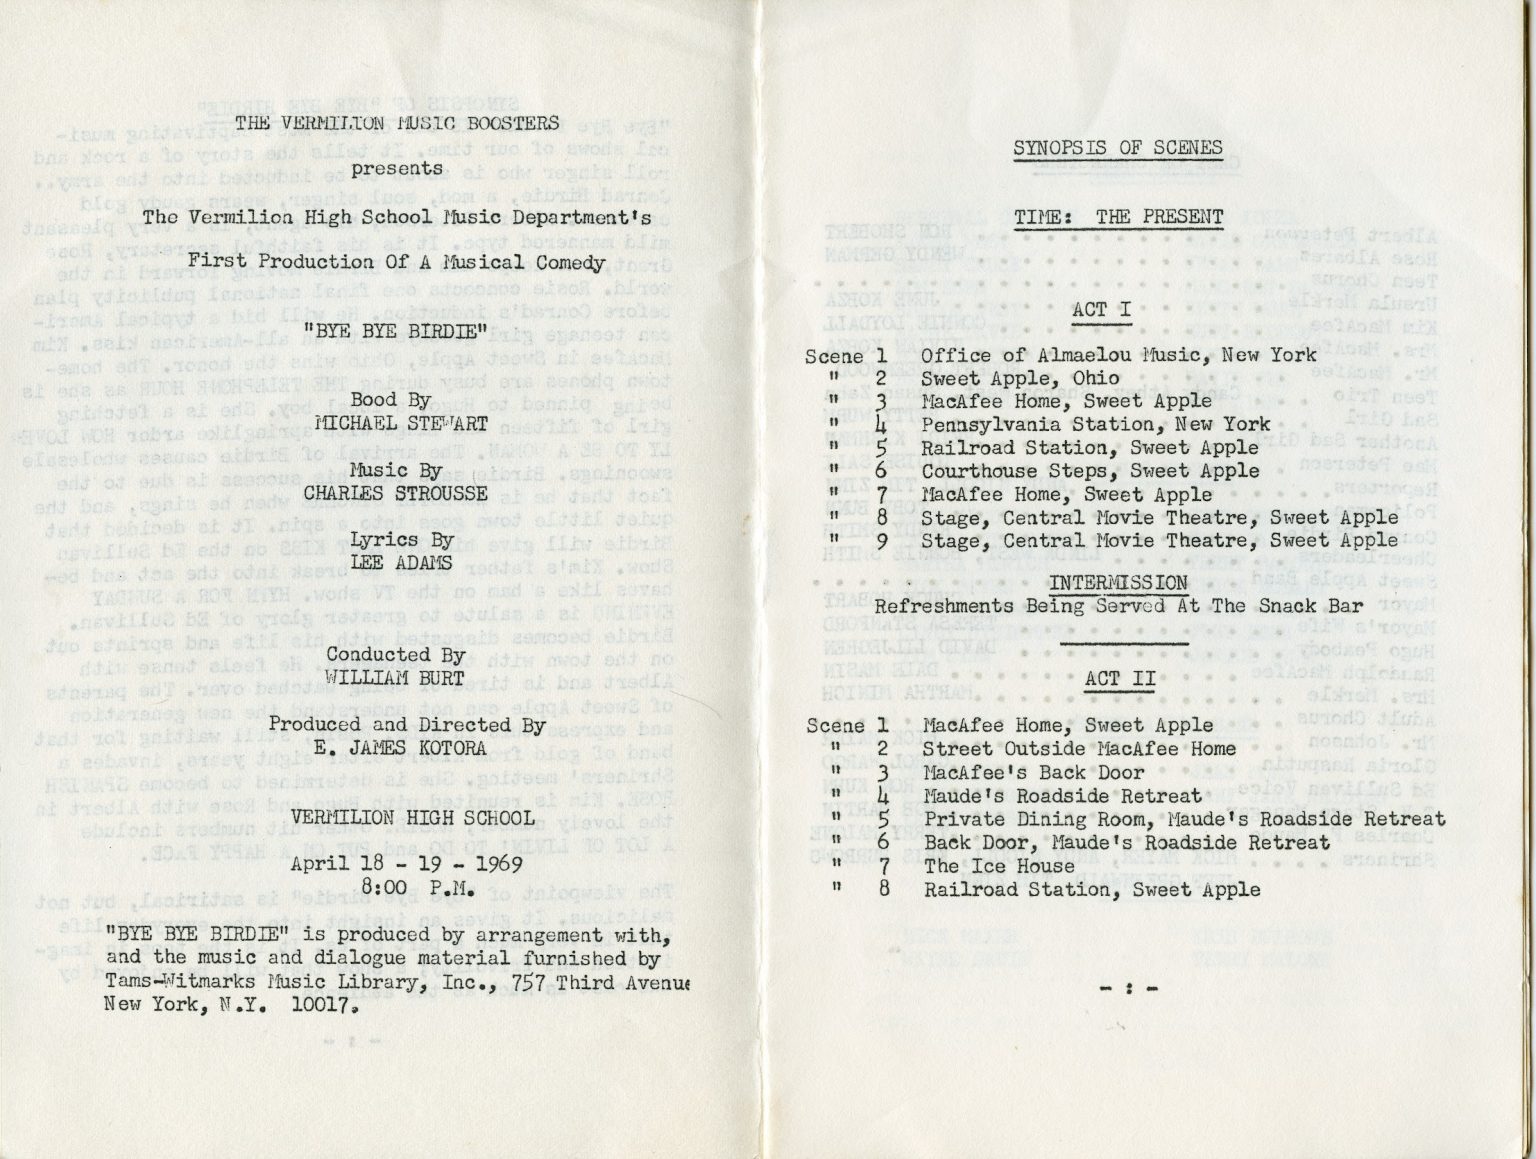 THE VERMILION MUSIC BOOSTERS
presents
The Vermilion High School Music Department's
First Production Of A Musical Comedy
"BYE BYE BIRDIE"
Bood By
MICHAEL STEWART
Music By
CHARLES STROUSSE
Lyrics By
LEE ADAMS
Conducted By
WILLIAM BURT
Produced and Directed By
E. JAMES KOTORA
VERMILION HIGH SCHOOL
April 18 - 19 - 1969
8:00 P.M.
"BYE BYE BIRDIE" is produced by arrangement with,
and the music and dialogue material furnished by
Tams-Witmarks Music Library, Inc., 757 Third Avenue
New York, N.Y. 10017.
SYNOPSIS OF SCENES
TIME: THE PRESENT
ACT I
Scene 1 Office of Almaelou Music, New York
" 2 Sweet Apple, Ohio
" 3 MacAfee Home, Sweet Apple
" 4 Pennsylvania Station, New York
" 5 Railroad Station, Sweet Apple
" 6 Courthouse Steps, Sweet Apple
" 7 MacAfee Home, Sweet Apple
" 8 Stage, Central Movie Theatre, Sweet Apple
" 9 Stage, Central Movie Theatre, Sweet Apple
INTERMISSION
Refreshments Being Served At The Snack Bar
ACT II
Scene 1 MacAfee Home, Sweet Apple
" 2 Street Outside MacAfee Home
" 3 MacAfee's Back Door
" 4 Maude's Roadside Retreat
" 5 Private Dining Room, Maude's Roadside Retreat
" 6 Back Door, Maude's Roadside Retreat
" 7 The Ice House
" 8 Railroad Station, Sweet Apple
- : -